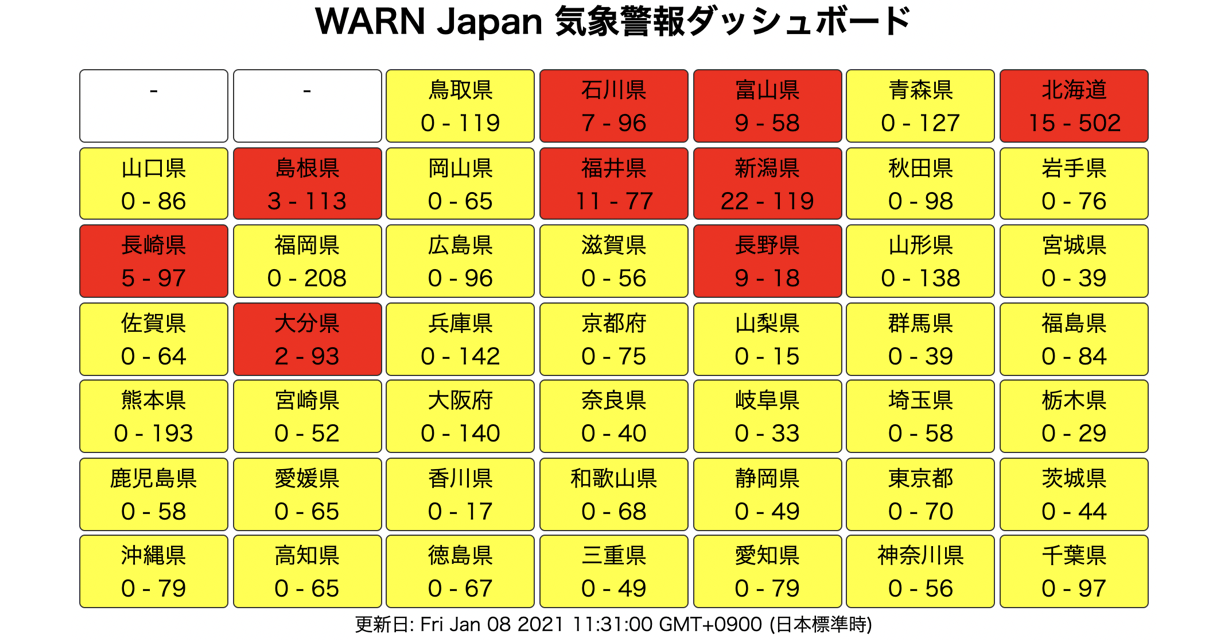 WARN Japan 気象警報ダッシュボード
-
-
鳥取県
0 - 119
石川県
7 - 96
富山県
9 - 58
青森県
0 - 127
北海道
15 - 502
山口県
0 - 86
島根県
3 - 113
岡山県
0 - 65
福井県
11 - 77
新潟県
22 - 119
秋田県
0 - 98
岩手県
0 - 76
長崎県
5 - 97
福岡県
0 - 208
広島県
0 - 96
滋賀県
0 - 56
長野県
9 - 18
山形県
0 - 138
宮城県
0 - 39
佐賀県
0 - 64
大分県
2 - 93
兵庫県
0 - 142
京都府
0 - 75
山梨県
0 - 15
群馬県
0 - 39
福島県
0 - 84
熊本県
0 - 193
宮崎県
0 - 52
大阪府
0 - 140
奈良県
0 - 40
岐阜県
0 - 33
埼玉県
0 - 58
栃木県
0 - 29
鹿児島県
0 - 58
愛媛県
0 - 65
香川県
0 - 17
和歌山県
0 - 68
静岡県
0 - 49
東京都
0 - 70
茨城県
0 - 44
沖縄県
0 - 79
高知県
0 - 65
徳島県
0 - 67
三重県
0 - 49
愛知県
0 - 79
神奈川県
0 - 56
千葉県
0 - 97
更新日: Fri Jan 08 2021 11:31:00 GMT+0900 (日本標準時)